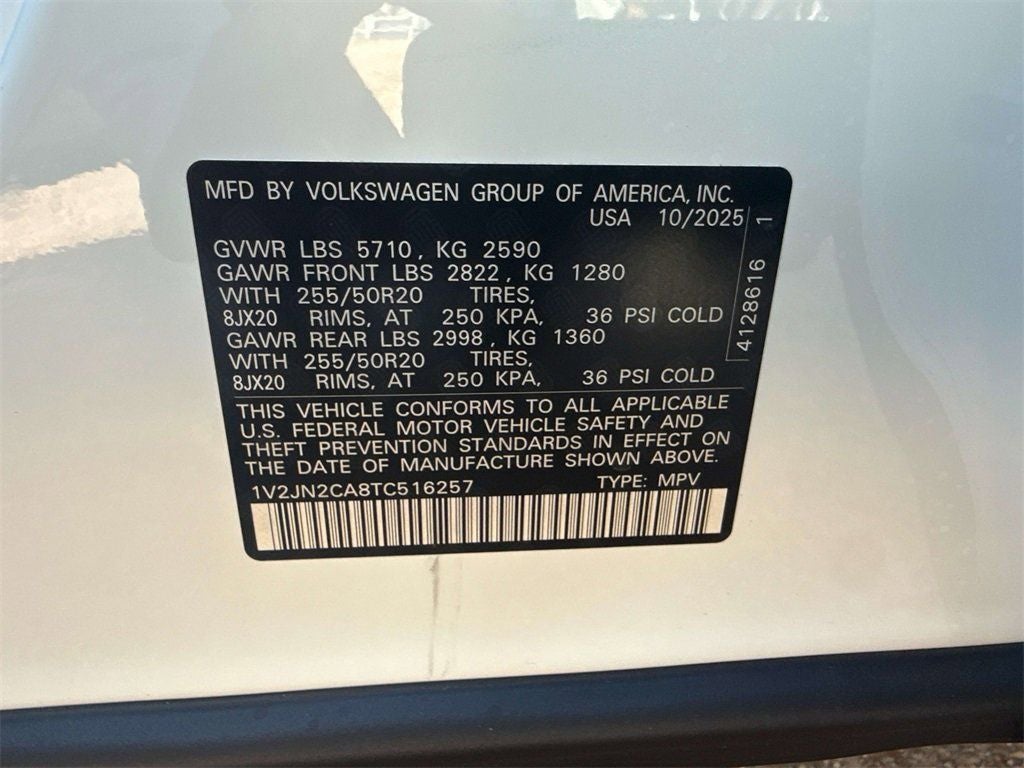 MFD BY VOLKSWAGEN GROUP OF AMERICA, INC.
USA 10/2025
GVWR LBS 5710, KG 2590
GAWR FRONT LBS 2822, KG 1280
WITH 255/50R20 TIRES,
8JX20 RIMS, AT 250 KPA, 36 PSI COLD
GAWR REAR LBS 2998, KG 1360
WITH 255/50R20 TIRES,
8JX20 RIMS, AT 250 KPA, 36 PSI COLD
4128616 1
THIS VEHICLE CONFORMS TO ALL APPLICABLE
U.S. FEDERAL MOTOR VEHICLE SAFETY AND
THEFT PREVENTION STANDARDS IN EFFECT ON
THE DATE OF MANUFACTURE SHOWN ABOVE.
1V2JN2CA8TC516257 TYPE: MPV